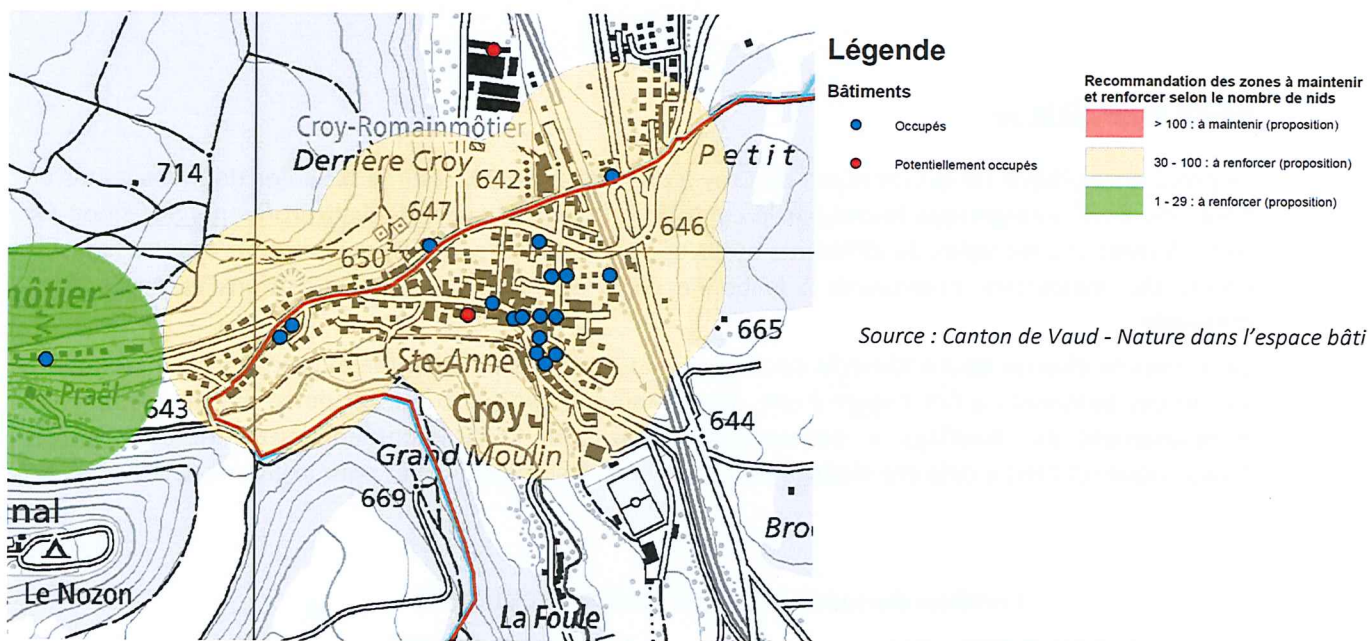 Croy-Romainmôtier
Derrière Croy
Petit
714
642
647
646
650
môtier
665
Ste-Anne
Praël
643
Croy
644
Grand Moulin
669
nal
Bro
Le Nozon
La Foule
Légende
Bâtiments
Occupés
Potentiellement occupés
Recommandation des zones à maintenir
et renforcer selon le nombre de nids
> 100 : à maintenir (proposition)
30 - 100 : à renforcer (proposition)
1 - 29 : à renforcer (proposition)
Source : Canton de Vaud - Nature dans l'espace bâti